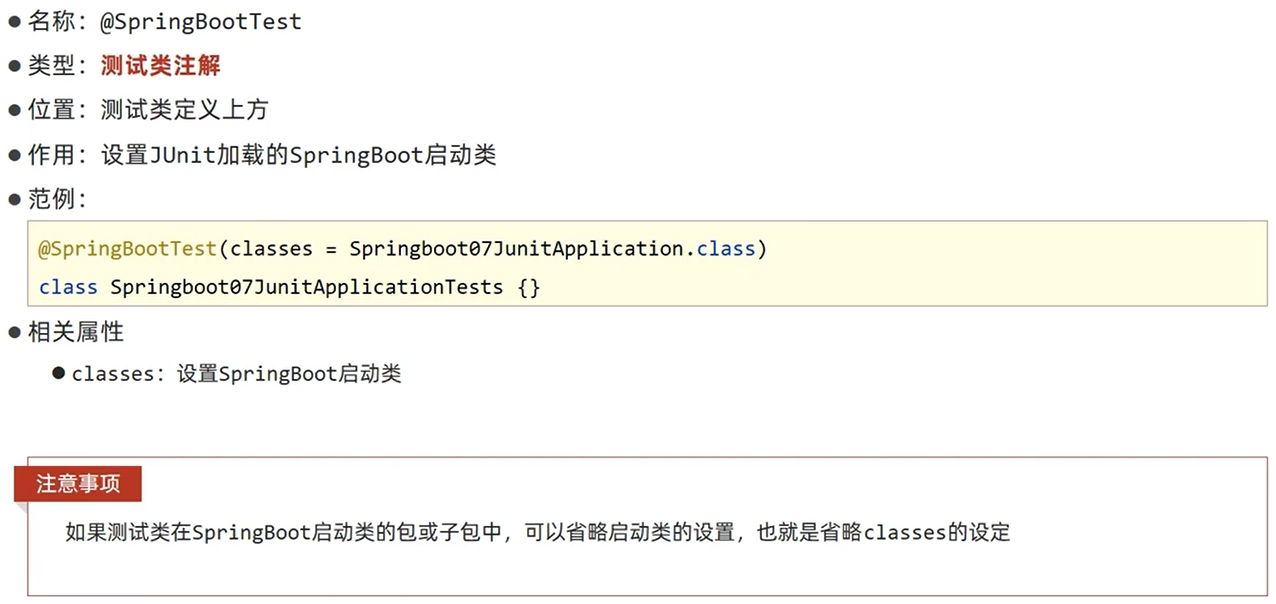 ● 名称：@SpringBootTest
● 类型：测试类注解
● 位置：测试类定义上方
● 作用：设置JUnit加载的SpringBoot启动类
● 范例：
@SpringBootTest(classes = Springboot07JunitApplication.class)
class Springboot07JunitApplicationTests {}
● 相关属性
● classes：设置SpringBoot启动类
注意事项
如果测试类在SpringBoot启动类的包或子包中，可以省略启动类的设置，也就是省略classes的设定